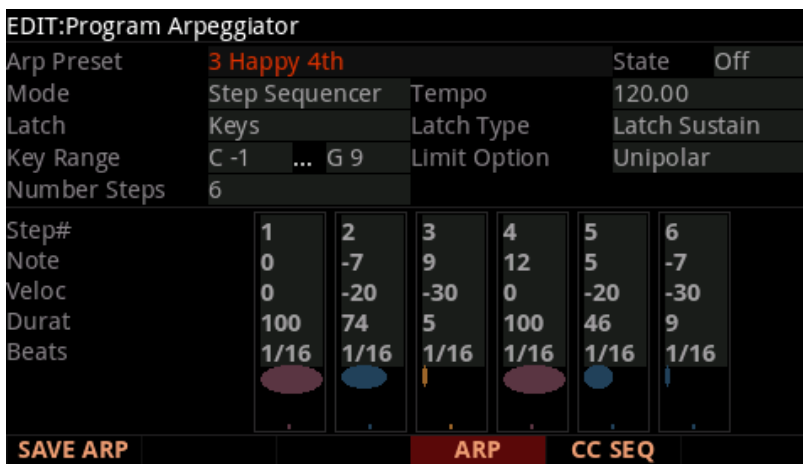 EDIT:Program Arpeggiator
Arp Preset 3 Happy 4th State Off
Mode Step Sequencer Tempo 120.00
Latch Keys Latch Type Latch Sustain
Key Range C -1 ... G 9 Limit Option Unipolar
Number Steps 6
Step# 1 2 3 4 5 6
Note 0 -7 9 12 5 -7
Veloc 0 -20 -30 0 -20 -30
Durat 100 74 5 100 46 9
Beats 1/16 1/16 1/16 1/16 1/16 1/16
SAVE ARP ARP CC SEQ